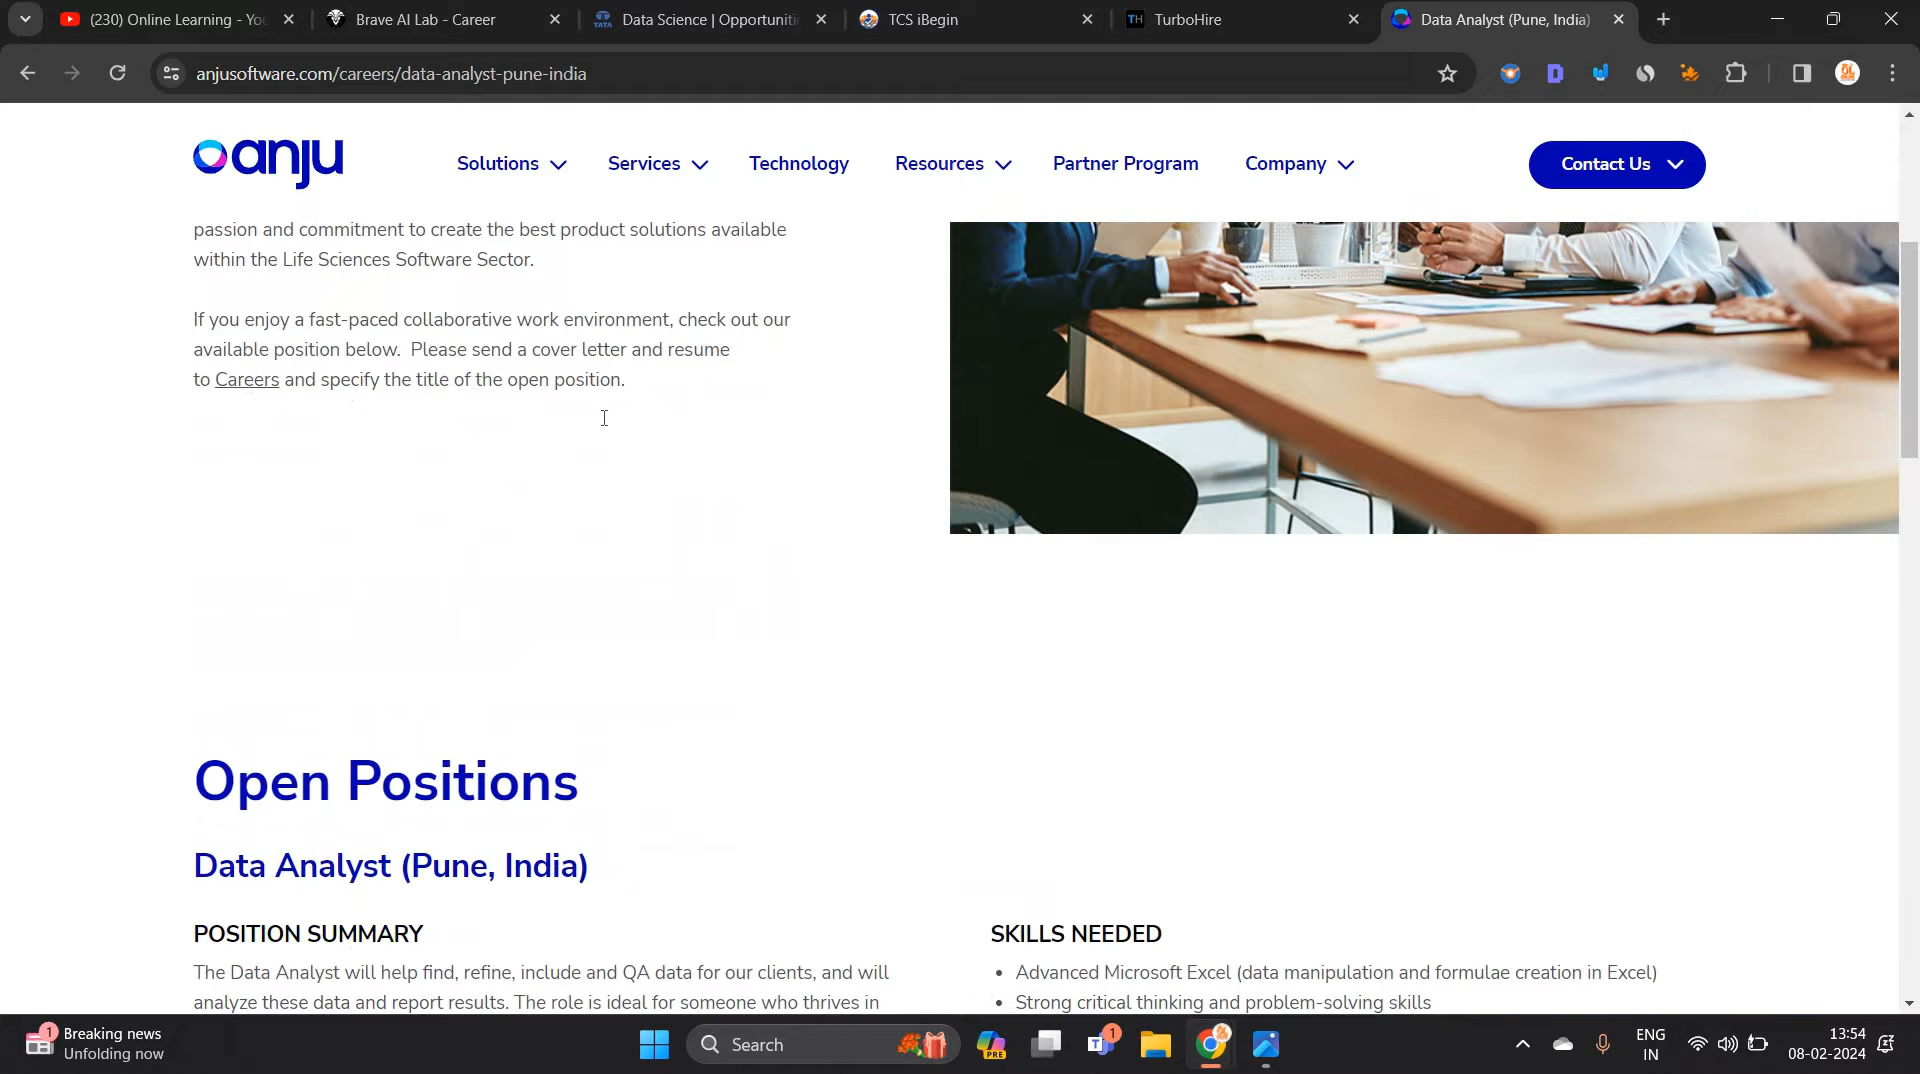 (230) Online Learning - You
Brave AI Lab - Career
Data Science | Opportuniti
TCS iBegin
TH
TurboHire
Data Analyst (Pune, India)
anjusoftware.com/careers/data-analyst-pune-india
anju
Solutions
Services
Technology
Resources
Partner Program
Company
Contact Us
passion and commitment to create the best product solutions available
within the Life Sciences Software Sector.
If you enjoy a fast-paced collaborative work environment, check out our
available position below. Please send a cover letter and resume
to Careers and specify the title of the open position.
Open Positions
Data Analyst (Pune, India)
POSITION SUMMARY
The Data Analyst will help find, refine, include and QA data for our clients, and will
analyze these data and report results. The role is ideal for someone who thrives in
SKILLS NEEDED
• Advanced Microsoft Excel (data manipulation and formulae creation in Excel)
• Strong critical thinking and problem-solving skills
1
Breaking news
Unfolding now
Search
PRE
1
ENG
IN
13:54
08-02-2024